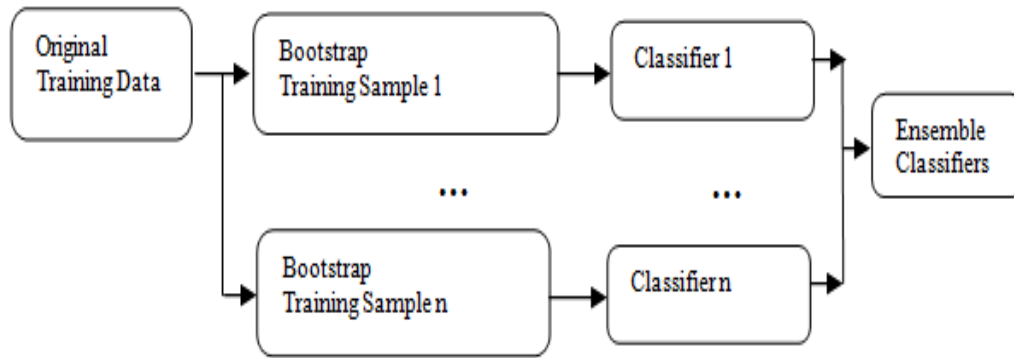 Original
Training Data
Bootstrap
Training Sample 1
Classifier 1
Ensemble
Classifiers
...
...
Bootstrap
Training Sample n
Classifier n